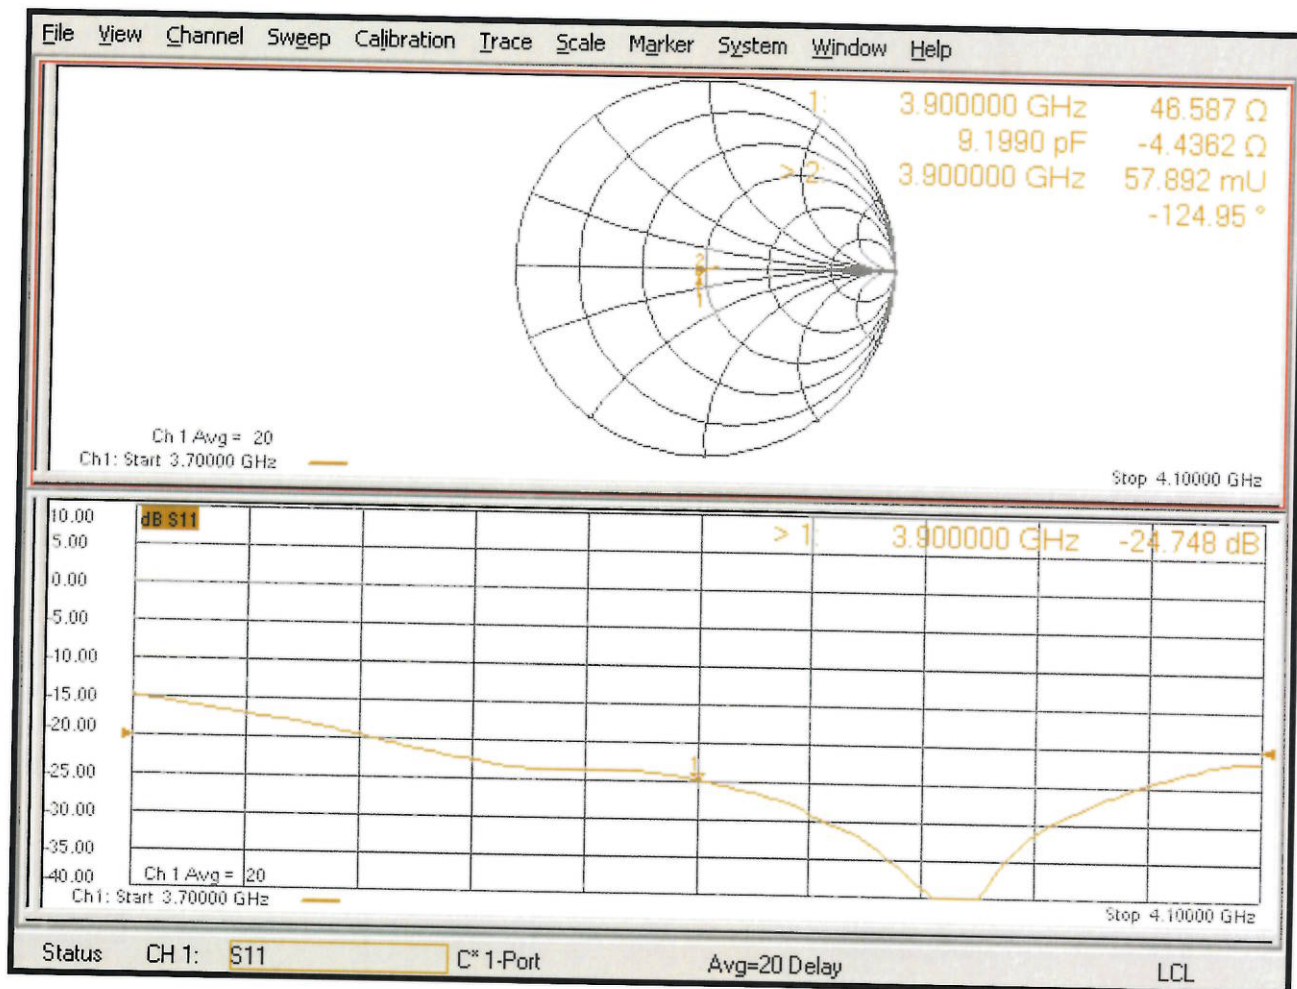 File View Channel Sweep Calibration Trace Scale Marker System Window Help
1: 3.900000 GHz 46.587 Ω
9.1990 pF -4.4362 Ω
> 2: 3.900000 GHz 57.892 mU
-124.95 °
2
1
Ch 1 Avg = 20
Ch1: Start 3.70000 GHz
Stop 4.10000 GHz
10.00
dB S11
> 1: 3.900000 GHz -24.748 dB
5.00
0.00
-5.00
-10.00
-15.00
-20.00
1
-25.00
-30.00
-35.00
-40.00
Ch 1 Avg = 20
Ch1: Start 3.70000 GHz
Stop 4.10000 GHz
Status CH 1: S11 C* 1-Port Avg=20 Delay LCL